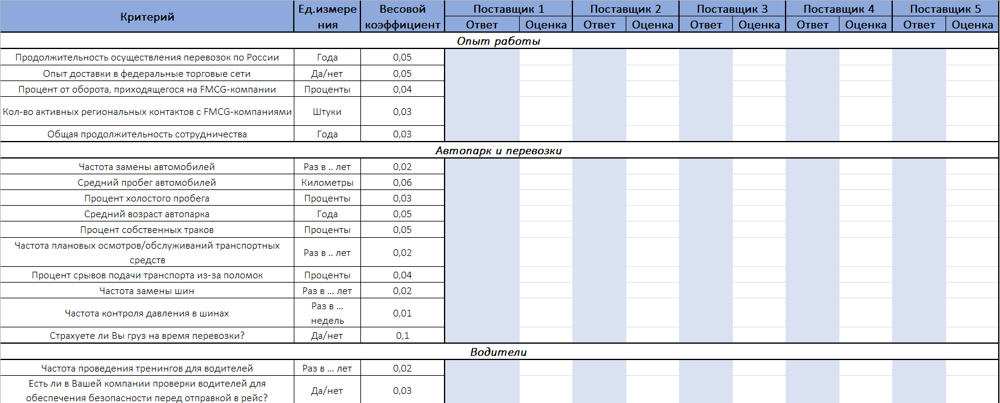 Критерий Ед.измере
ния Весовой
коэффициент Поставщик 1 Поставщик 2 Поставщик 3 Поставщик 4 Поставщик 5
Ответ Оценка Ответ Оценка Ответ Оценка Ответ Оценка Ответ Оценка
Опыт работы
Продолжительность осуществления перевозок по России Года 0,05
Опыт доставки в федеральные торговые сети Да/нет 0,05
Процент от оборота, приходящегося на FMCG-компании Проценты 0,04
Кол-во активных региональных контактов с FMCG-компаниями Штуки 0,03
Общая продолжительность сотрудничества Года 0,03
Автопарк и перевозки
Частота замены автомобилей Раз в .. лет 0,02
Средний пробег автомобилей Километры 0,06
Процент холостого пробега Проценты 0,03
Средний возраст автопарка Года 0,05
Процент собственных траков Проценты 0,05
Частота плановых осмотров/обслуживаний транспортных
средств Раз в .. лет 0,02
Процент срывов подачи транспорта из-за поломок Проценты 0,04
Частота замены шин Раз в ... лет 0,02
Частота контроля давления в шинах Раз в ...
недель 0,01
Страхуете ли Вы груз на время перевозки? Да/нет 0,1
Водители
Частота проведения тренингов для водителей Раз в ... лет 0,02
Есть ли в Вашей компании проверки водителей для
обеспечения безопасности перед отправкой в рейс? Да/нет 0,03